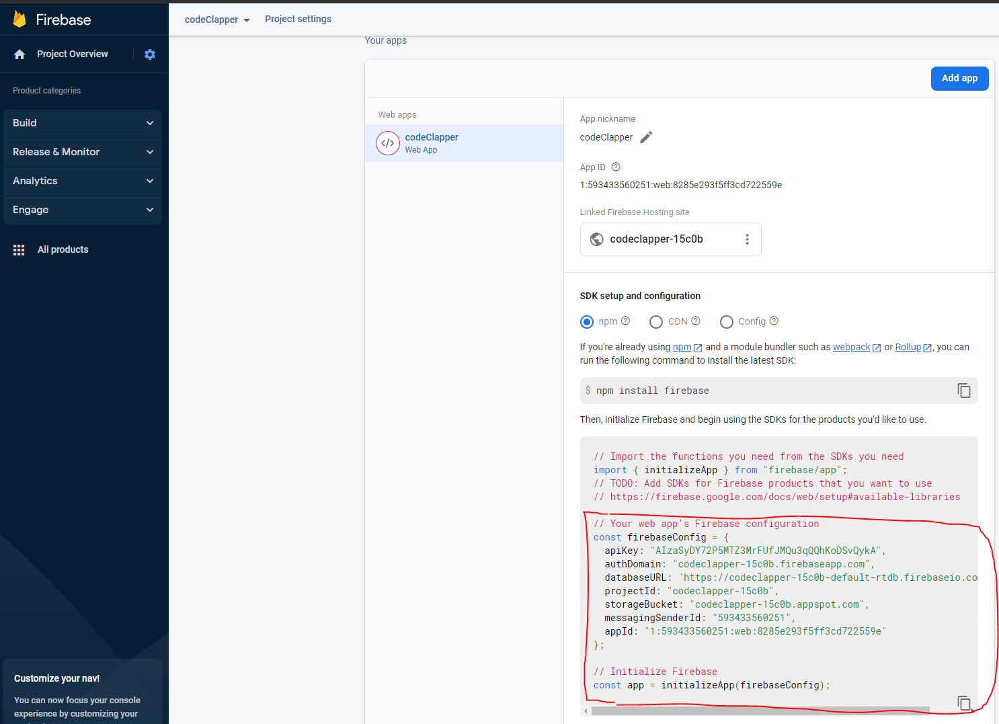 Firebase
codeClapper
Project settings
Project Overview
Product categories
Build
Release & Monitor
Analytics
Engage
All products
Customize your nav!
You can now focus your console
experience by customizing your
Your apps
Add app
Web apps
codeClapper
Web App
App nickname
codeClapper
App ID
1:593433560251:web:8285e293f5ff3cd722559e
Linked Firebase Hosting site
codeclapper-15c0b
SDK setup and configuration
npm
CDN
Config
If you're already using npm and a module bundler such as webpack or Rollup, you can
run the following command to install the latest SDK:
$ npm install firebase
Then, initialize Firebase and begin using the SDKs for the products you'd like to use.
// Import the functions you need from the SDKs you need
import { initializeApp } from "firebase/app";
// TODO: Add SDKs for Firebase products that you want to use
// https://firebase.google.com/docs/web/setup#available-libraries
// Your web app's Firebase configuration
const firebaseConfig = {
apiKey: "AIzaSyDY72P5MTZ3MrFUfJMQu3qQQhKoDSvQykA",
authDomain: "codeclapper-15c0b.firebaseapp.com",
databaseURL: "https://codeclapper-15c0b-default-rtdb.firebaseio.co
projectId: "codeclapper-15c0b",
storageBucket: "codeclapper-15c0b.appspot.com",
messagingSenderId: "593433560251",
appId: "1:593433560251:web:8285e293f5ff3cd722559e"
};
// Initialize Firebase
const app = initializeApp(firebaseConfig);